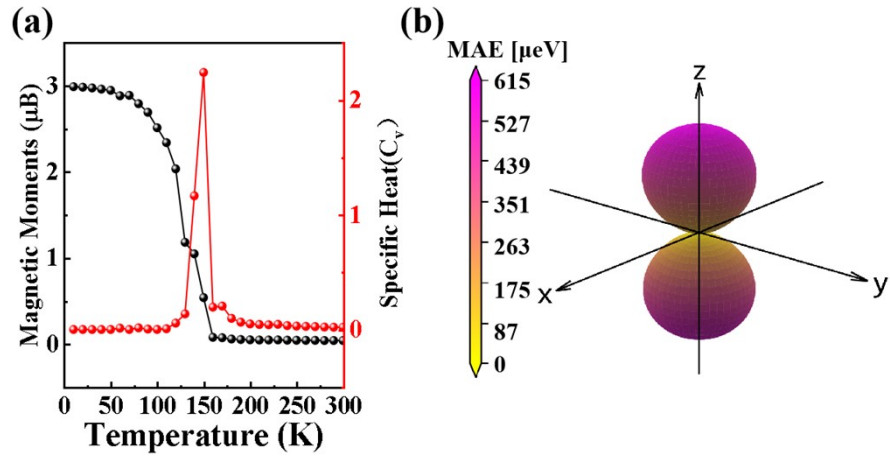 (a)
Magnetic Moments (μB)
3
2
1
0
Specific Heat(Cv)
2
1
0
0 50 100 150 200 250 300
Temperature (K)
(b)
MAE [μeV]
615
527
439
351
263
175
87
0
z
x
y